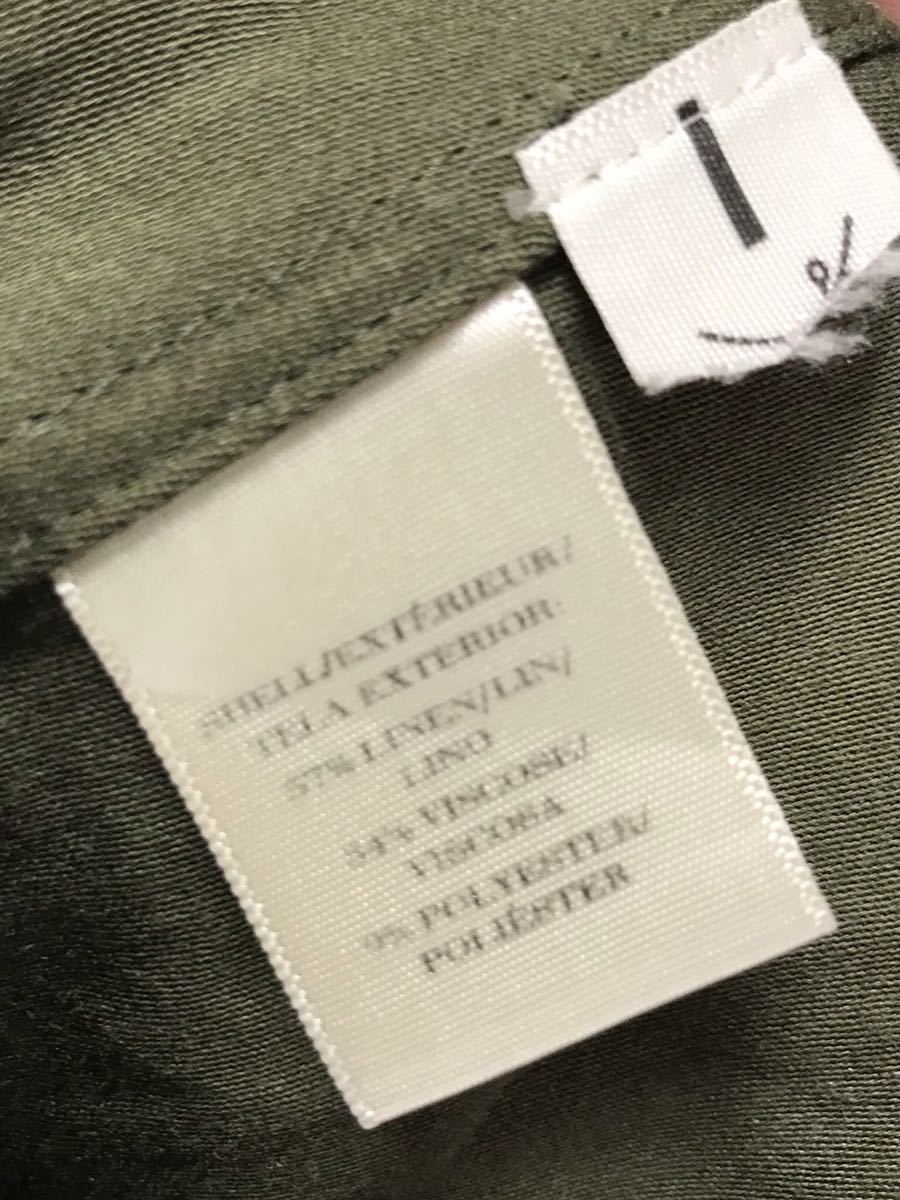 SHELL/EXTÉRIEUR/
TELA EXTERIOR:
57% LINEN/LIN/
LINO
34% VISCOSE/
VISCOSA
9% POLYESTER/
POLIÉSTER